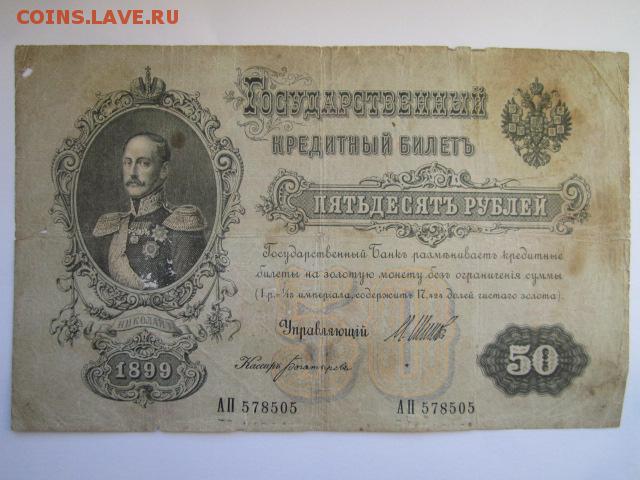 COINS.LAVE.RU
ГОСУДАРСТВЕННЫЙ
КРЕДИТНЫЙ БИЛЕТЪ
ПЯТЬДЕСЯТЪ РУБЛЕЙ
Государственный Банкъ размѣниваетъ кредитные
билеты на золотую монету безъ ограниченія суммы
(1 р.=1/15 имперіала, содержитъ 17,424 долей чистаго золота)
Управляющій
Кассиръ Богатыревъ
НИКОЛАЙ I
1899
50
50
АП 578505
АП 578505